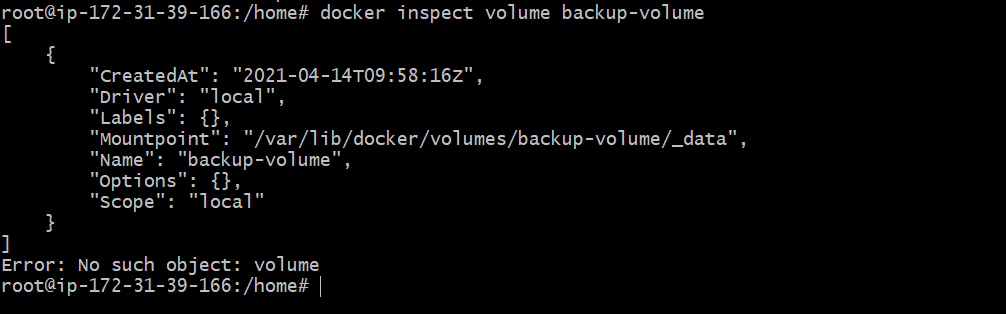 root@ip-172-31-39-166:/home# docker inspect volume backup-volume
[
    {
        "CreatedAt": "2021-04-14T09:58:16Z",
        "Driver": "local",
        "Labels": {},
        "Mountpoint": "/var/lib/docker/volumes/backup-volume/_data",
        "Name": "backup-volume",
        "Options": {},
        "Scope": "local"
    }
]
Error: No such object: volume
root@ip-172-31-39-166:/home#